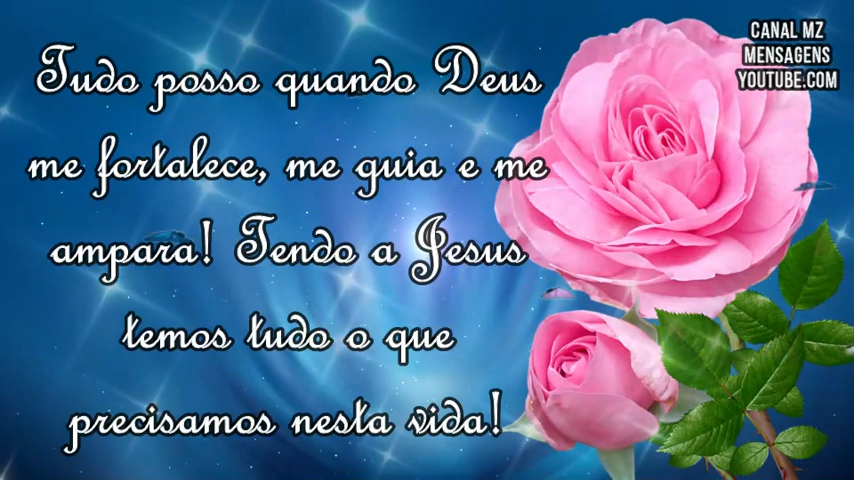 Tudo posso quando Deus
me fortalece, me guia e me
ampara! Tendo a Jesus
temos tudo o que
precisamos nesta vida!
CANAL MZ
MENSAGENS
YOUTUBE.COM